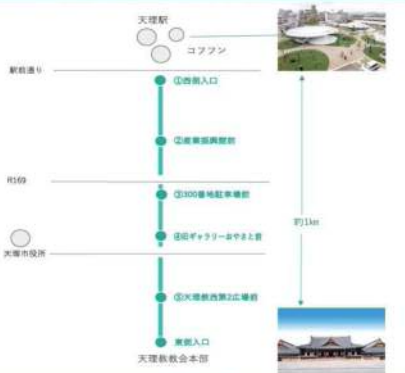 天理駅
コフフン
駅前通り
①西側入口
②産業振興館前
R169
③300番地駐車場前
約1km
④旧ギャラリーおやさと前
天理市役所
⑤天理教西第2広場前
東側入口
天理教教会本部